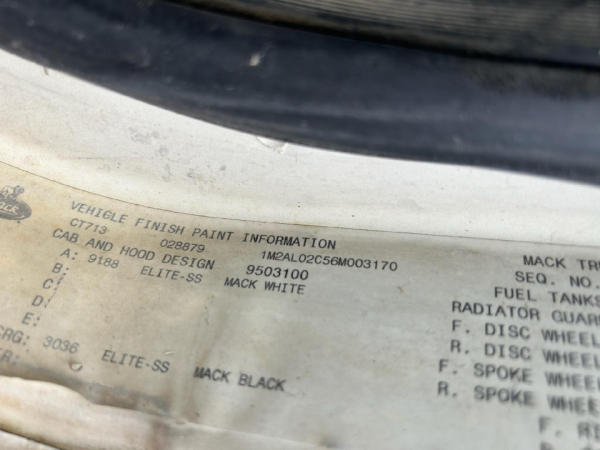 VEHICLE FINISH PAINT INFORMATION
CT713 028879 1M2AL02C56M003170
CAB AND HOOD DESIGN 9503100
A: 9188 ELITE-SS MACK WHITE
B:
C:
D:
E:
CRG: 3036 ELITE-SS MACK BLACK
MACK TR
SEQ. NO.
FUEL TANKS
RADIATOR GUAR
F. DISC WHEEL
R. DISC WHEEL
F. SPOKE WHEE
R. SPOKE WHEE
F. RI